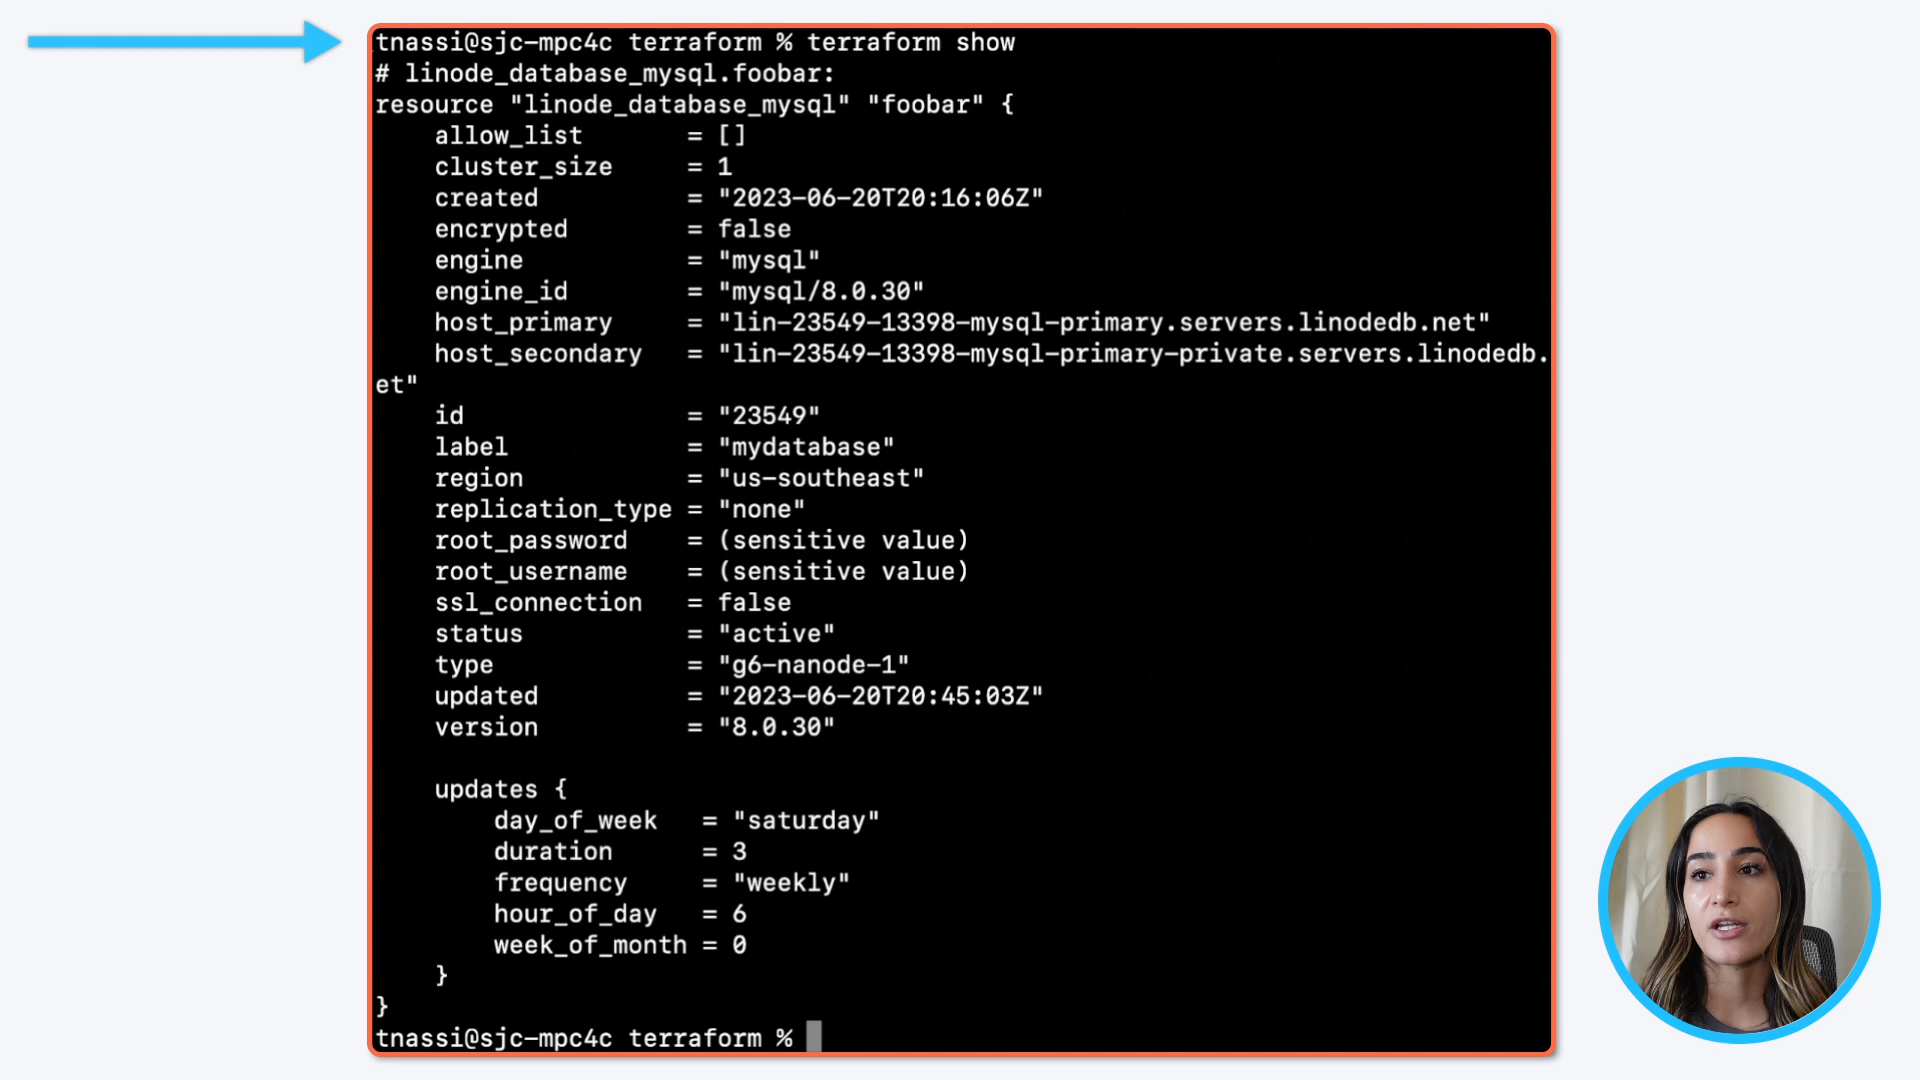 tnassi@sjc-mpc4c terraform % terraform show
# linode_database_mysql.foobar:
resource "linode_database_mysql" "foobar" {
    allow_list       = []
    cluster_size     = 1
    created          = "2023-06-20T20:16:06Z"
    encrypted        = false
    engine           = "mysql"
    engine_id        = "mysql/8.0.30"
    host_primary     = "lin-23549-13398-mysql-primary.servers.linodedb.net"
    host_secondary   = "lin-23549-13398-mysql-primary-private.servers.linodedb.
et"
    id               = "23549"
    label            = "mydatabase"
    region           = "us-southeast"
    replication_type = "none"
    root_password    = (sensitive value)
    root_username    = (sensitive value)
    ssl_connection   = false
    status           = "active"
    type             = "g6-nanode-1"
    updated          = "2023-06-20T20:45:03Z"
    version          = "8.0.30"
    updates {
        day_of_week   = "saturday"
        duration      = 3
        frequency     = "weekly"
        hour_of_day   = 6
        week_of_month = 0
    }
}
tnassi@sjc-mpc4c terraform %